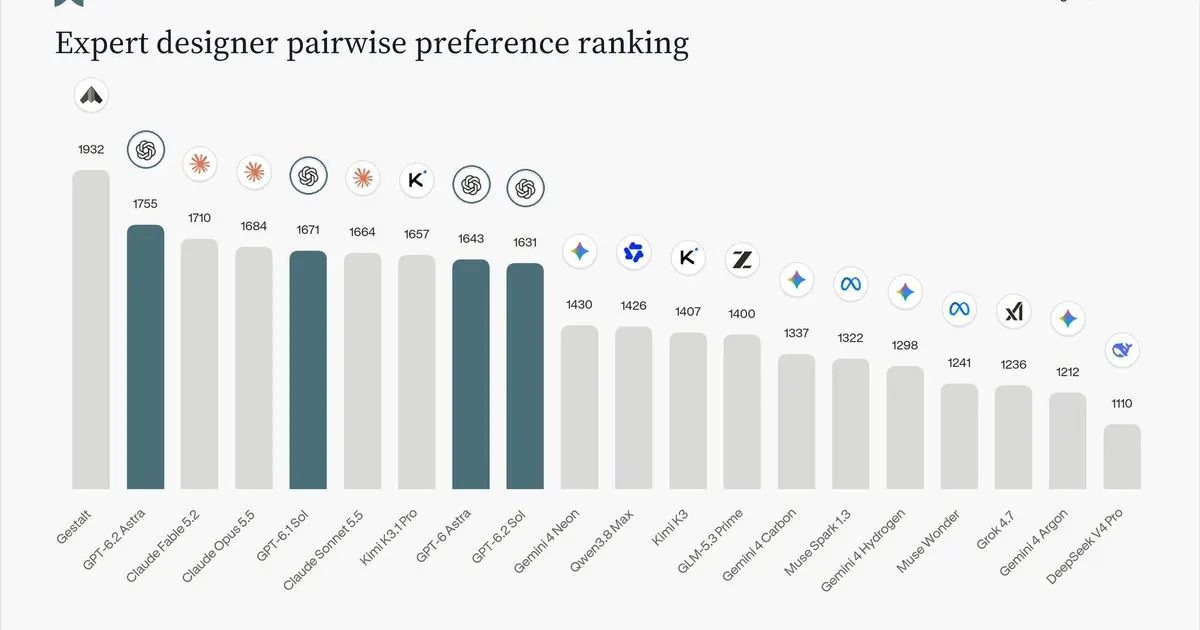 Expert designer pairwise preference ranking
1932
1755
1710
1684
1671
1664
1657
1643
1631
1430
1426
1407
1400
1337
1322
1298
1241
1236
1212
1110
Gestalt
GPT-6.2 Astra
Claude Fable 5.2
Claude Opus 5.5
GPT-6.1 Sol
Claude Sonnet 5.5
Kimi K3.1 Pro
GPT-6 Astra
GPT-6.2 Sol
Gemini 4 Neon
Qwen3.8 Max
Kimi K3
GLM-5.3 Prime
Gemini 4 Carbon
Muse Spark 1.3
Gemini 4 Hydrogen
Muse Wonder
Grok 4.7
Gemini 4 Argon
DeepSeek V4 Pro